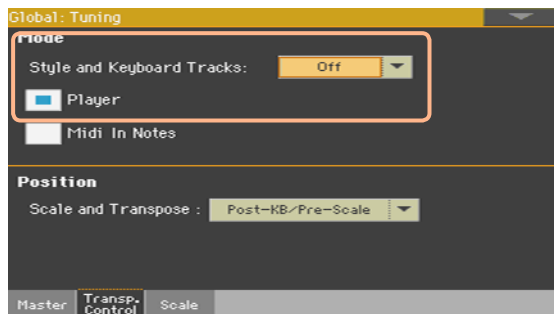 Global: Tuning
Mode
Style and Keyboard Tracks: Off
Player
Midi In Notes
Position
Scale and Transpose : Post-KB/Pre-Scale
Master Transp. Control Scale